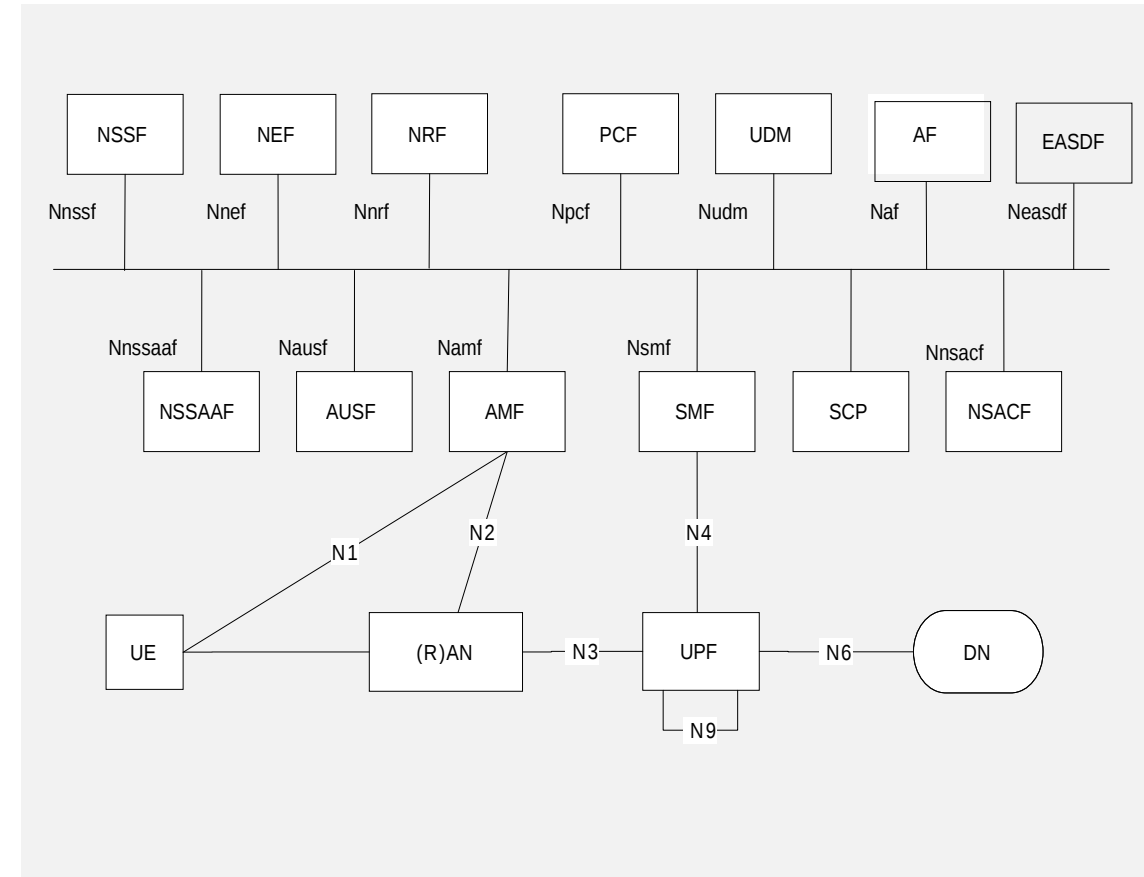 NSSF
NEF
NRF
PCF
UDM
AF
EASDF
Nnssf
Nnef
Nnrf
Npcf
Nudm
Naf
Neasdf
Nnssaaf
Nausf
Namf
Nsmf
Nnsacf
NSSAAF
AUSF
AMF
SMF
SCP
NSACF
N1
N2
N4
UE
(R)AN
N3
UPF
N6
DN
N9